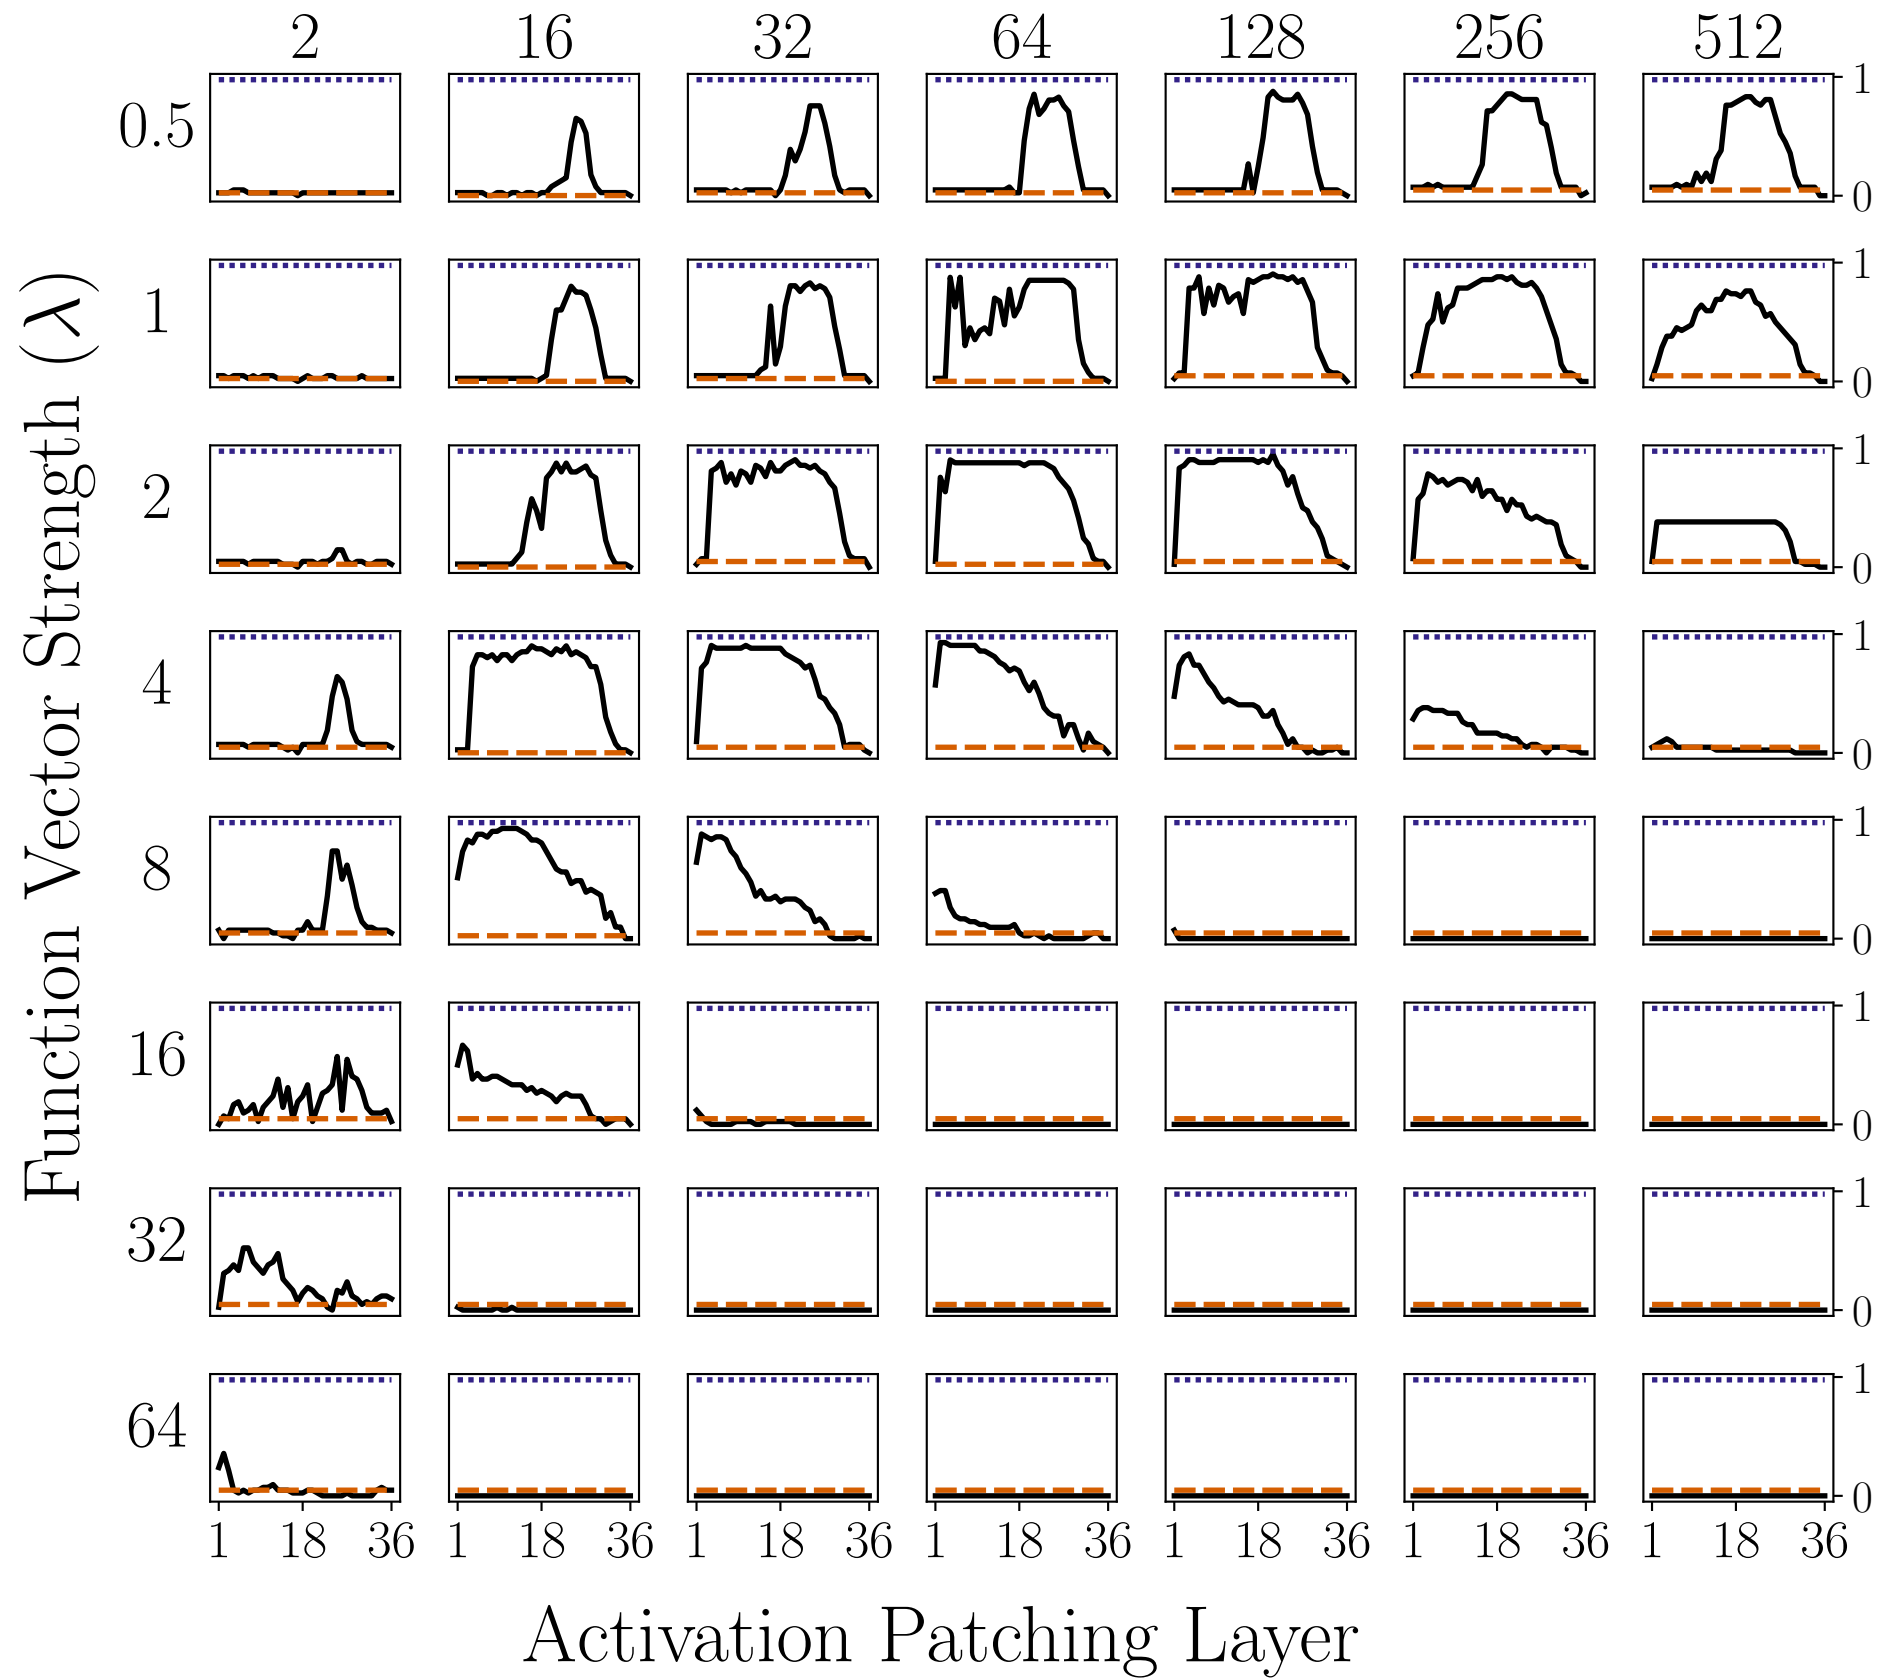 2 16 32 64 128 256 512
0.5 1 0
1 1 0
2 1 0
4 1 0
8 1 0
16 1 0
32 1 0
64 1 0
1 18 36 1 18 36 1 18 36 1 18 36 1 18 36 1 18 36 1 18 36
Function Vector Strength (λ)
Activation Patching Layer